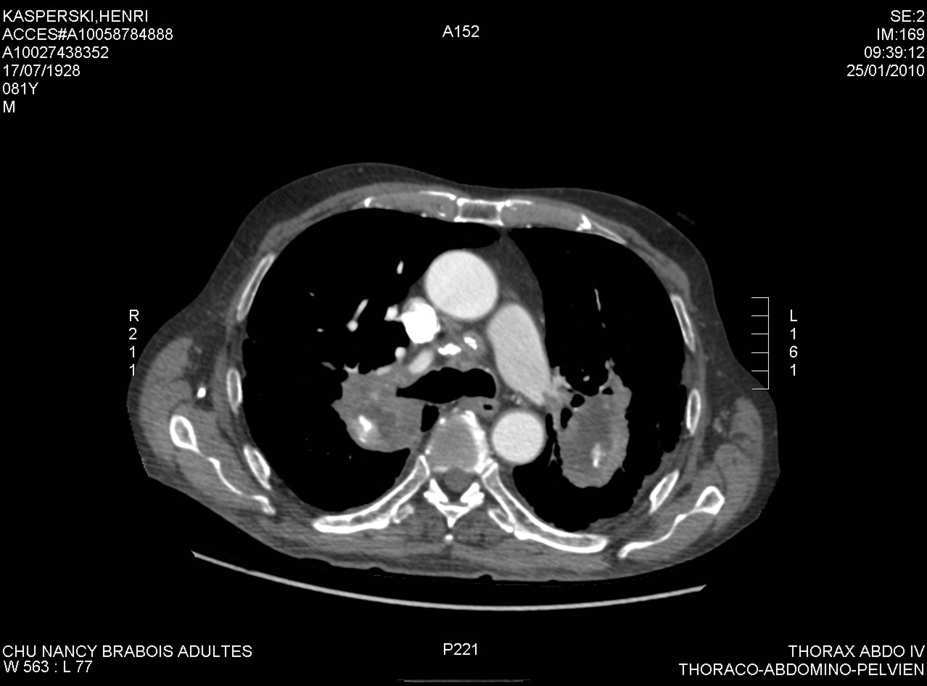 KASPERSKI,HENRI
ACCES#A10058784888
A10027438352
17/07/1928
081Y
M
A152
SE:2
IM:169
09:39:12
25/01/2010
R
2
1
1
L
1
6
1
CHU NANCY BRABOIS ADULTES
W 563 : L 77
P221
THORAX ABDO IV
THORACO-ABDOMINO-PELVIEN